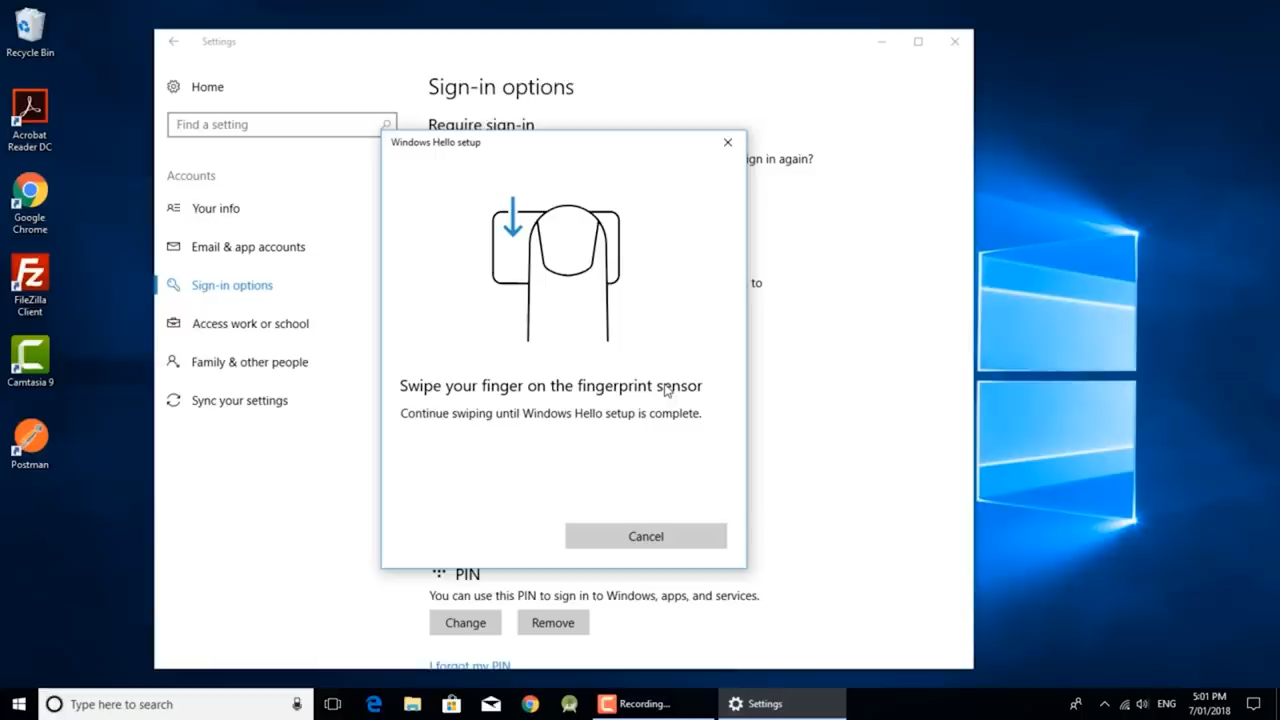 Recycle Bin
Acrobat
Reader DC
Google
Chrome
FileZilla
Client
Camtasia 9
Postman
Settings
Home
Find a setting
Accounts
Your info
Email & app accounts
Sign-in options
Access work or school
Family & other people
Sync your settings
Sign-in options
Require sign-in
ign in again?
to
Windows Hello setup
Swipe your finger on the fingerprint sensor
Continue swiping until Windows Hello setup is complete.
Cancel
PIN
You can use this PIN to sign in to Windows, apps, and services.
Change
Remove
I forgot my PIN
Type here to search
Recording...
Settings
ENG
5:01 PM
7/01/2018